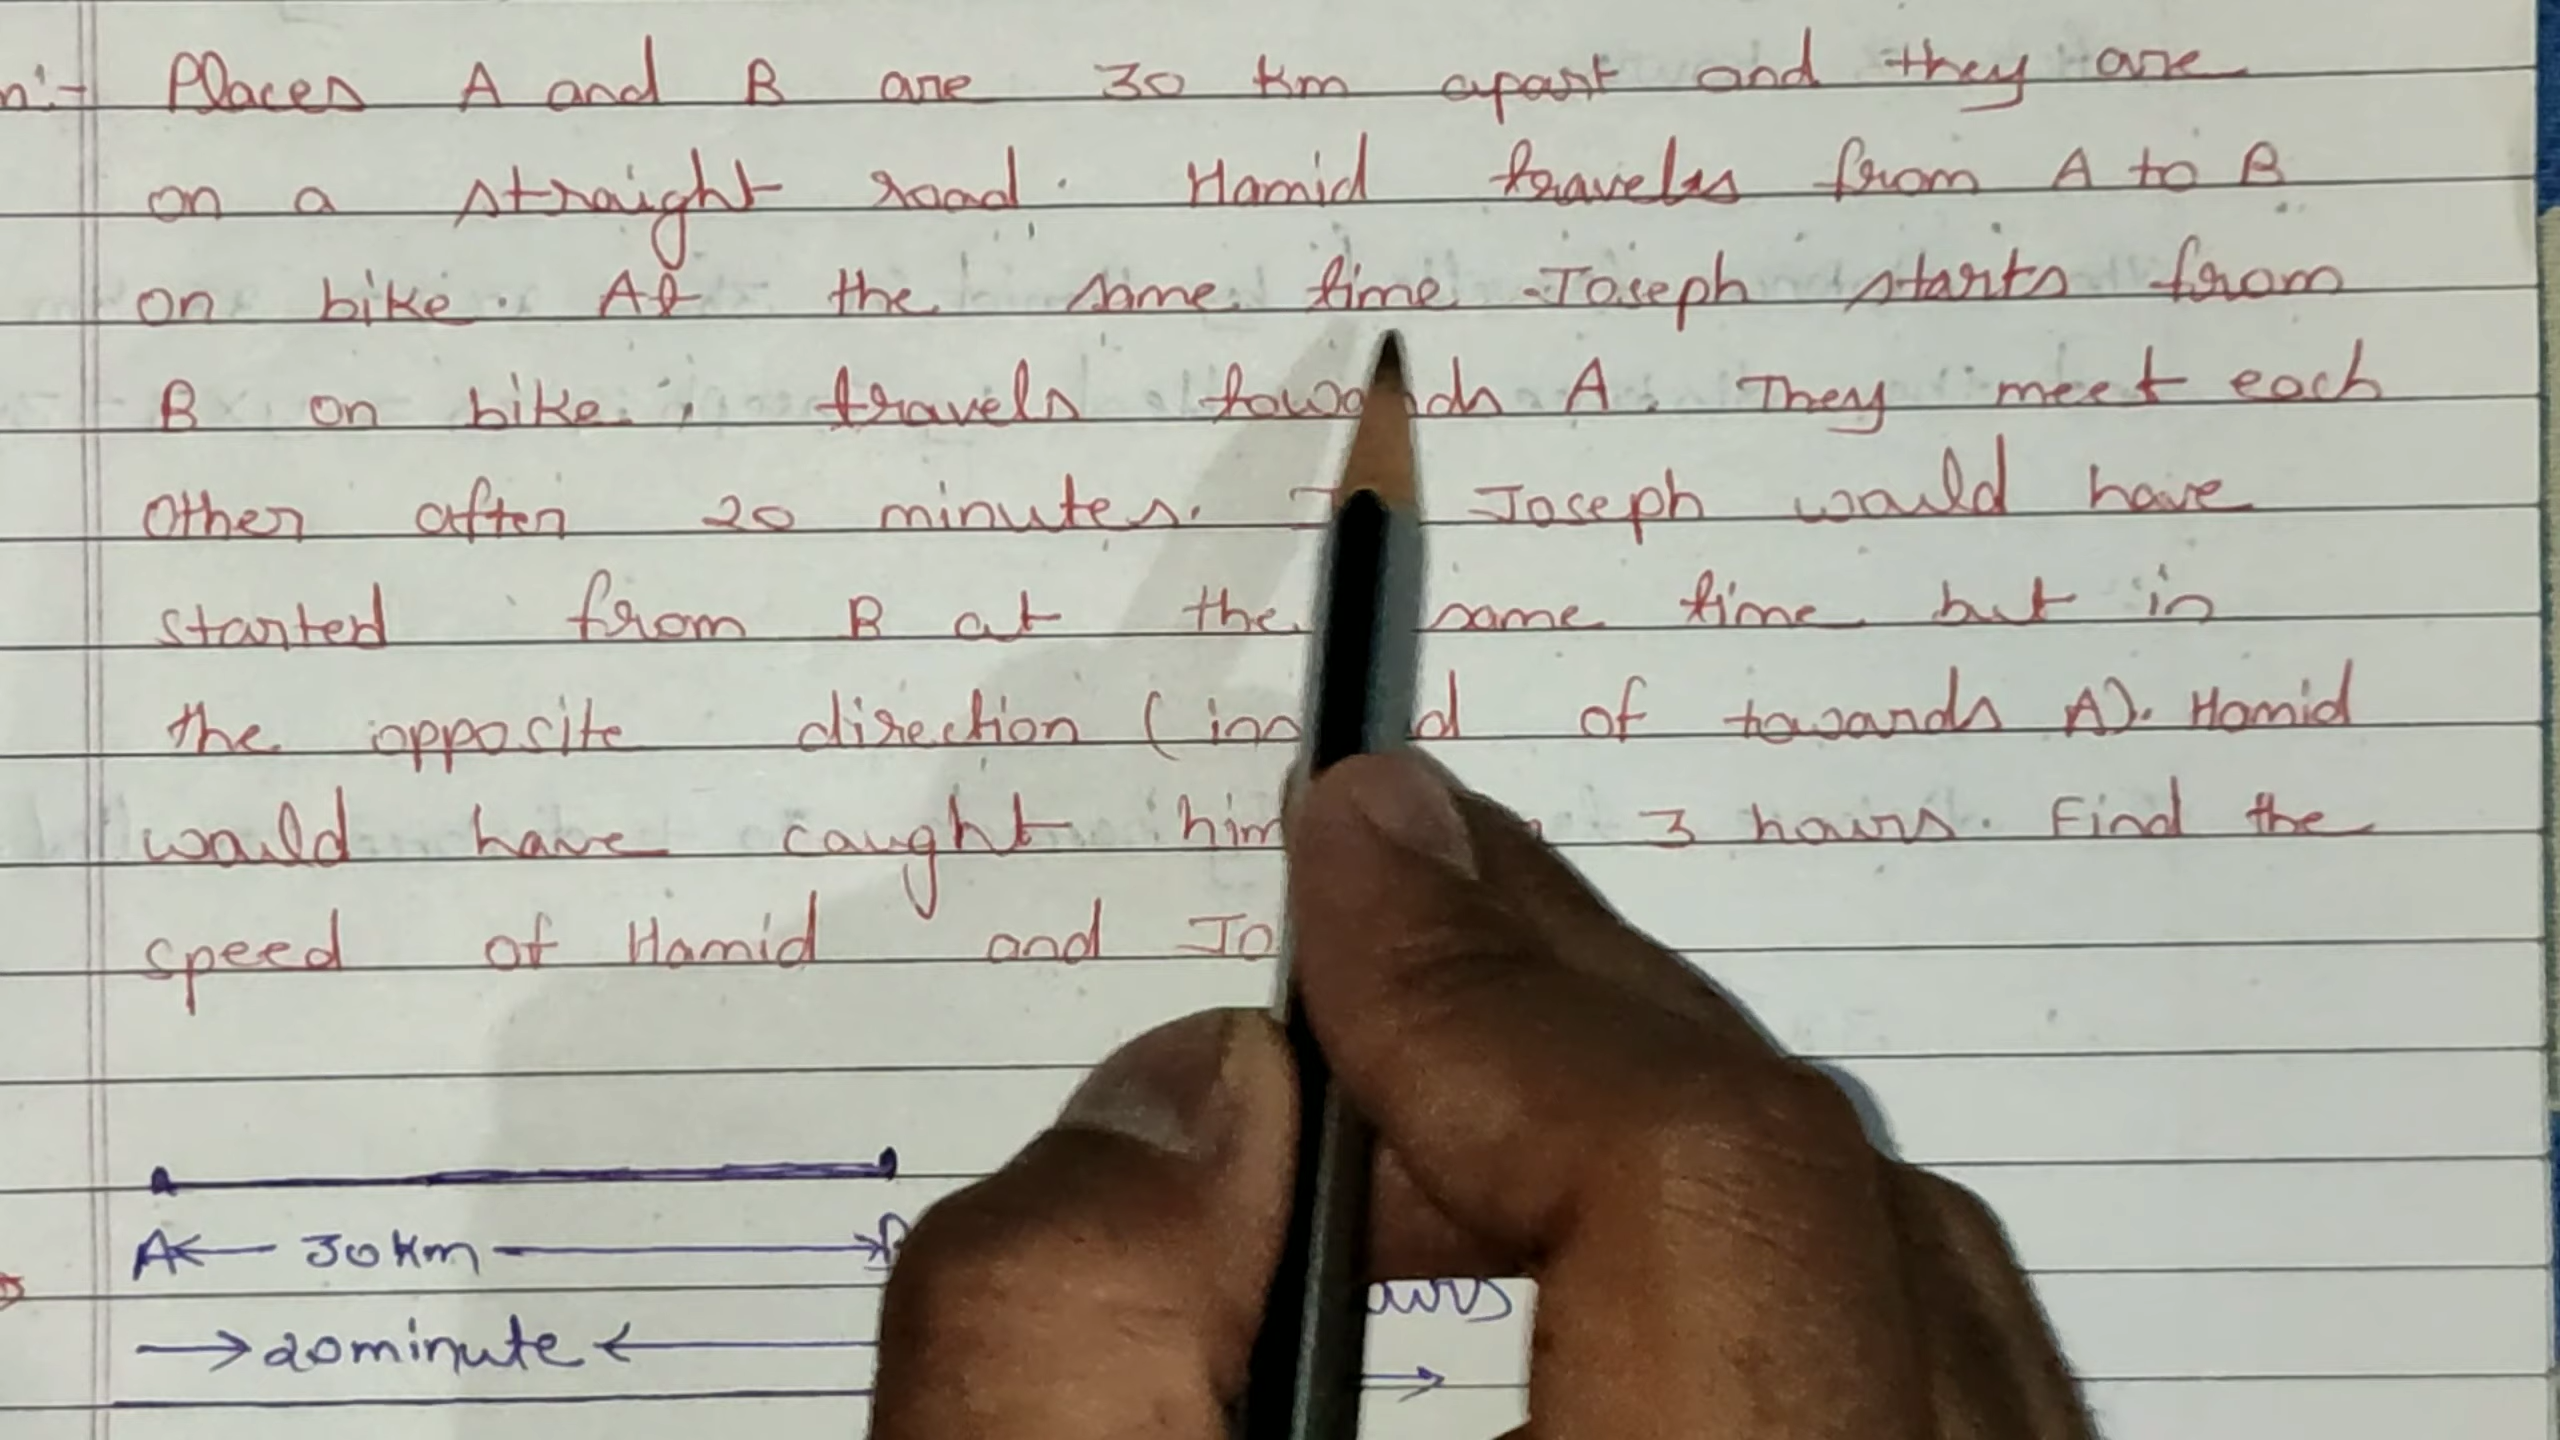 n:- Places A and B are 30 km apart and they are
on a straight road. Hamid travels from A to B
on bike. At the same time Joseph starts from
B on bike, travels towards A. They meet each
other after 20 minutes. Joseph would have
started from B at the same time but in
the opposite direction ( of towards A). Hamid
would have caught him 3 hours. Find the
speed of Hamid and
A ← 30 km →
→ 20 minute ←